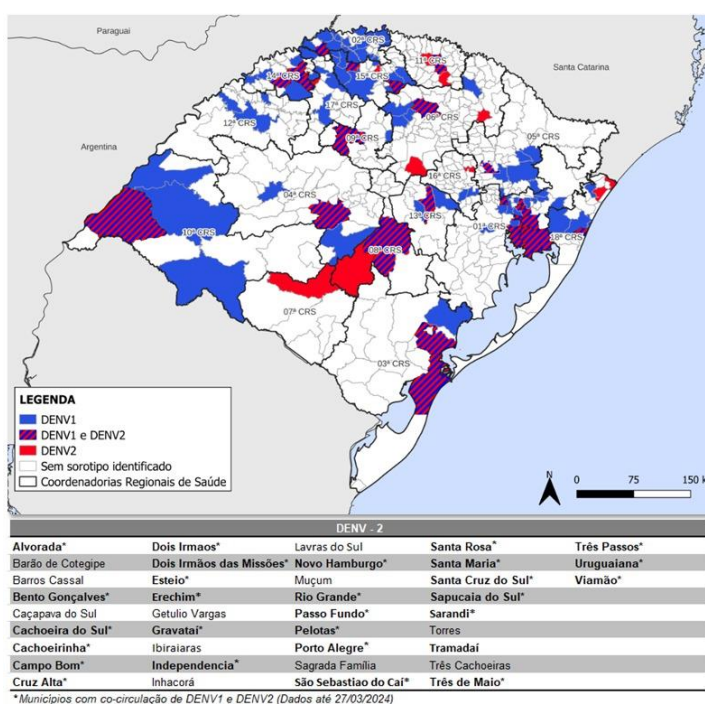 Paraguai
02ª CRS
11ª CRS
Santa Catarina
14ª CRS
15ª CRS
17ª CRS
06ª CRS
12ª CRS
09ª CRS
05ª CRS
Argentina
16ª CRS
04ª CRS
13ª CRS
01ª CRS
10ª CRS
18ª CRS
08ª CRS
07ª CRS
03ª CRS
LEGENDA
DENV1
DENV1 e DENV2
DENV2
Sem sorotipo identificado
Coordenadorias Regionais de Saúde
N
0 75 150 k
DENV - 2
Alvorada* Dois Irmaos* Lavras do Sul Santa Rosa* Três Passos*
Barão de Cotegipe Dois Irmãos das Missões* Novo Hamburgo* Santa Maria* Uruguaiana*
Barros Cassal Esteio* Muçum Santa Cruz do Sul* Viamão*
Bento Gonçalves* Erechim* Rio Grande* Sapucaia do Sul*
Caçapava do Sul Getulio Vargas Passo Fundo* Sarandi*
Cachoeira do Sul* Gravataí* Pelotas* Torres
Cachoeirinha* Ibiraiaras Porto Alegre* Tramadaí
Campo Bom* Independencia* Sagrada Família Três Cachoeiras
Cruz Alta* Inhacorá São Sebastiao do Caí* Três de Maio*
*Municípios com co-circulação de DENV1 e DENV2 (Dados até 27/03/2024)